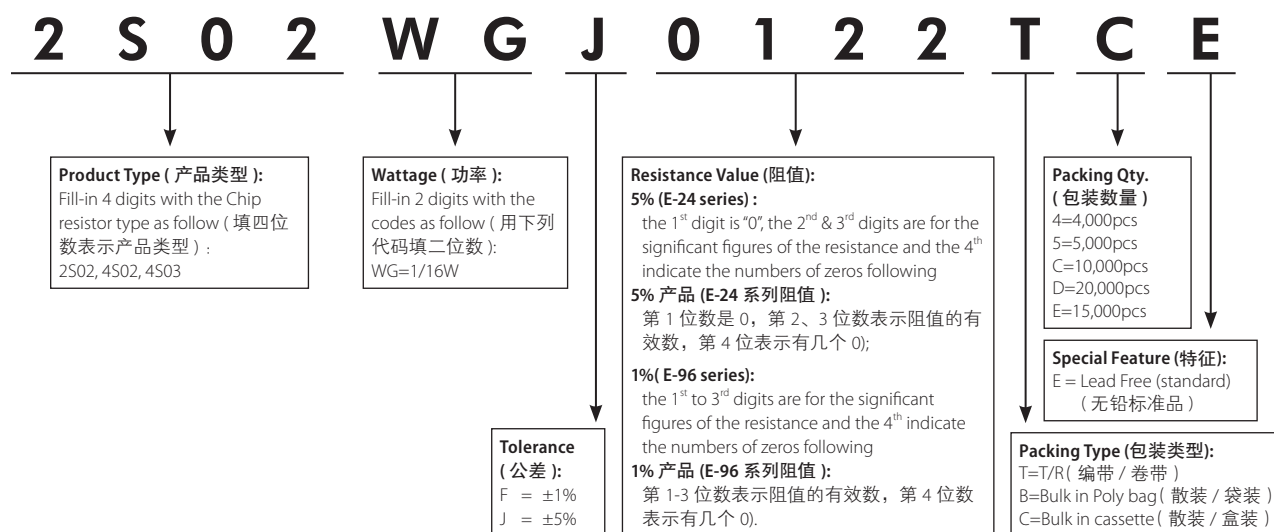 2 S 0 2 W G J 0 1 2 2 T C E
Product Type ( 产品类型 ):
Fill-in 4 digits with the Chip
resistor type as follow ( 填四位
数表示产品类型 ) :
2S02, 4S02, 4S03
Wattage ( 功率 ):
Fill-in 2 digits with the
codes as follow ( 用下列
代码填二位数 ):
WG=1/16W
Tolerance
( 公差 ):
F = ±1%
J = ±5%
Resistance Value (阻值):
5% (E-24 series) :
the 1st digit is “0”, the 2nd & 3rd digits are for the
significant figures of the resistance and the 4th
indicate the numbers of zeros following
5% 产品 (E-24 系列阻值 ):
第 1 位数是 0，第 2、3 位数表示阻值的有
效数，第 4 位表示有几个 0);
1%( E-96 series):
the 1st to 3rd digits are for the significant
figures of the resistance and the 4th indicate
the numbers of zeros following
1% 产品 (E-96 系列阻值 ):
第 1-3 位数表示阻值的有效数，第 4 位数
表示有几个 0).
Packing Qty.
( 包装数量 )
4=4,000pcs
5=5,000pcs
C=10,000pcs
D=20,000pcs
E=15,000pcs
Special Feature (特征):
E = Lead Free (standard)
( 无铅标准品 )
Packing Type (包装类型):
T=T/R( 编带 / 卷带 )
B=Bulk in Poly bag( 散装 / 袋装 )
C=Bulk in cassette( 散装 / 盒装 )